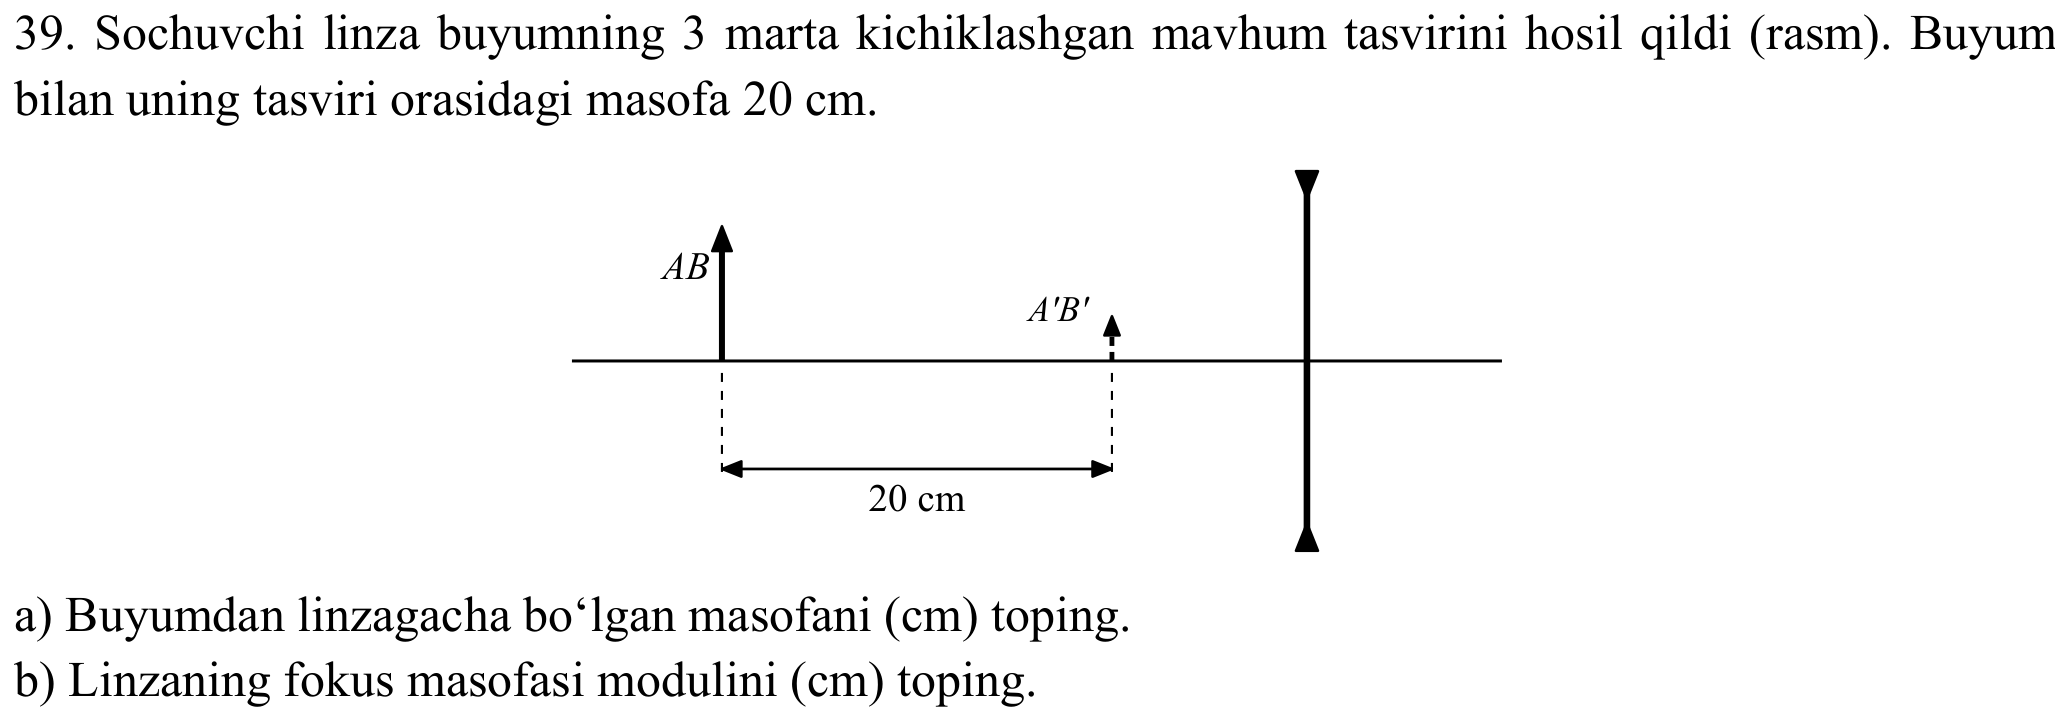 39. Sochuvchi linza buyumning 3 marta kichiklashgan mavhum tasvirini hosil qildi (rasm). Buyum
bilan uning tasviri orasidagi masofa 20 cm.
AB
A'B'
20 cm
a) Buyumdan linzagacha bo‘lgan masofani (cm) toping.
b) Linzaning fokus masofasi modulini (cm) toping.